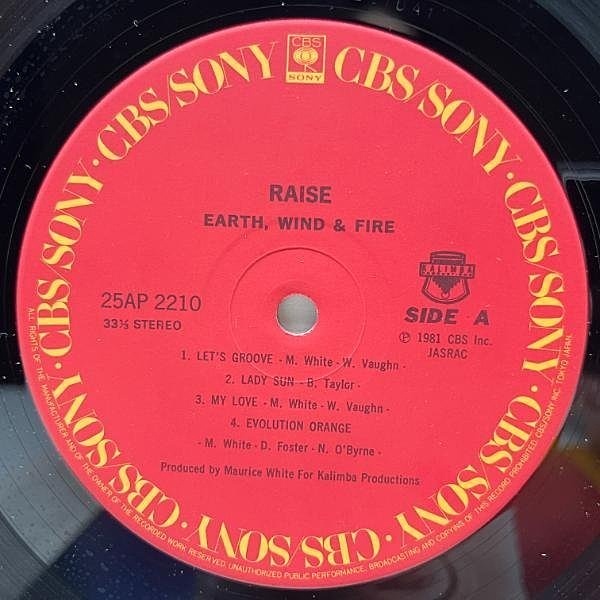 CBS
SONY
CBS/SONY · CBS/SONY · CBS/SONY · CBS/SONY · CBS/SONY · CBS/SONY · CBS/SONY · CBS/SONY
RAISE
EARTH, WIND & FIRE
KALIMBA
25AP 2210
SIDE A
33⅓ STEREO
Ⓟ 1981 CBS Inc.
JASRAC
1. LET'S GROOVE - M. White - W. Vaughn -
2. LADY SUN - B. Taylor -
3. MY LOVE - M. White - W. Vaughn -
4. EVOLUTION ORANGE
- M. White - D. Foster - N. O'Byrne -
Produced by Maurice White For Kalimba Productions
ALL RIGHTS OF THE MANUFACTURER AND OF THE OWNER OF THE RECORDED WORK RESERVED. UNAUTHORIZED PUBLIC PERFORMANCE, BROADCASTING AND COPYING OF THIS RECORD PROHIBITED. CBS/SONY INC. TOKYO JAPAN.